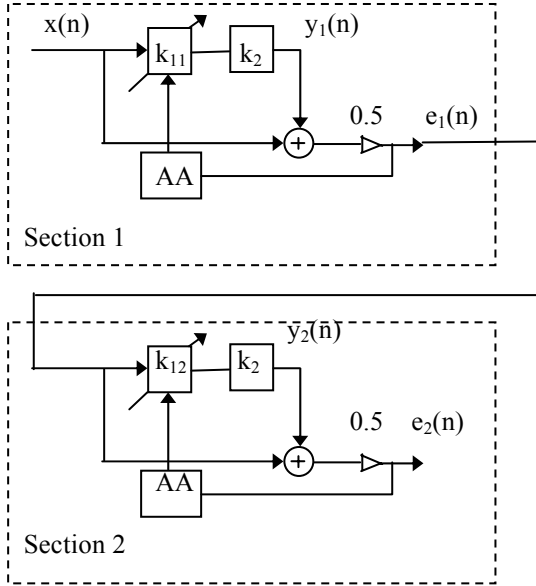 x(n)
y₁(n)
k₁₁
k₂
0.5
e₁(n)
+
AA
Section 1
y₂(n)
k₁₂
k₂
0.5
e₂(n)
+
AA
Section 2